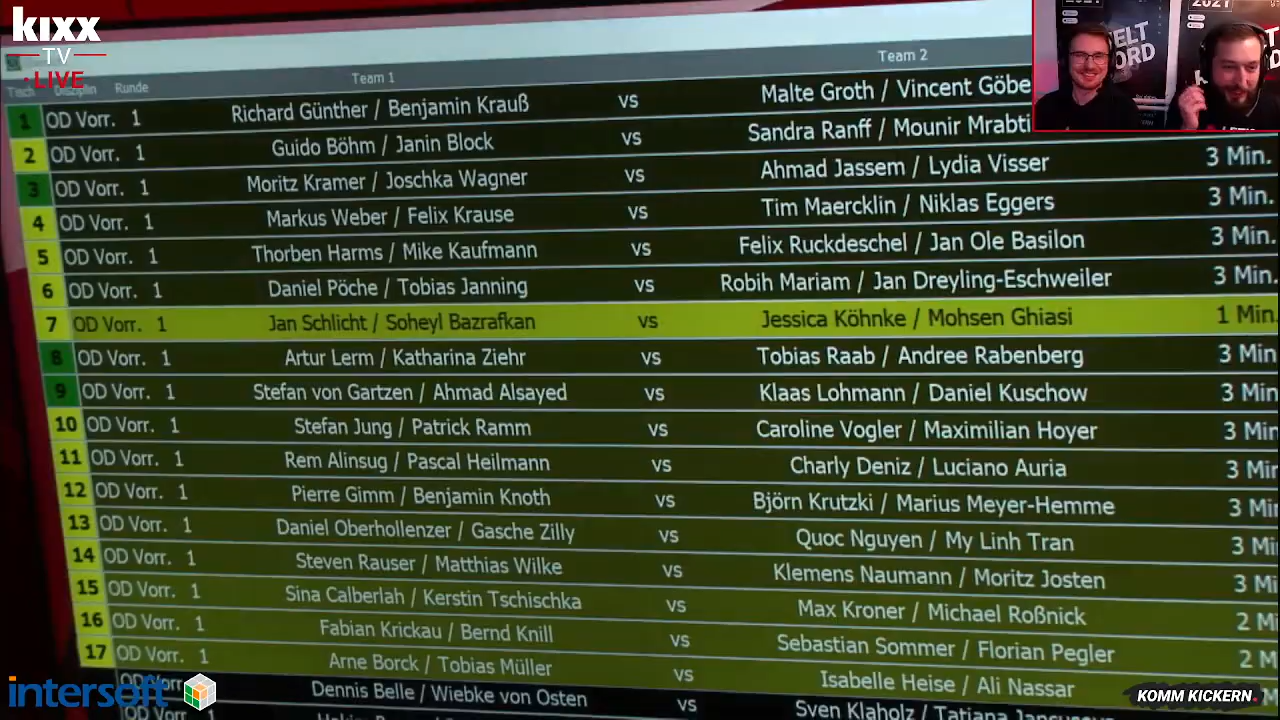 kixx
TV
LIVE
2021
WELT
ORD
Tisch Disziplin Runde Team 1 Team 2
1 OD Vorr. 1 Richard Günther / Benjamin Krauß vs Malte Groth / Vincent Göbe
2 OD Vorr. 1 Guido Böhm / Janin Block vs Sandra Ranff / Mounir Mrabti
3 OD Vorr. 1 Moritz Kramer / Joschka Wagner vs Ahmad Jassem / Lydia Visser 3 Min.
4 OD Vorr. 1 Markus Weber / Felix Krause vs Tim Maercklin / Niklas Eggers 3 Min.
5 OD Vorr. 1 Thorben Harms / Mike Kaufmann vs Felix Ruckdeschel / Jan Ole Basilon 3 Min.
6 OD Vorr. 1 Daniel Pöche / Tobias Janning vs Robih Mariam / Jan Dreyling-Eschweiler 3 Min.
7 OD Vorr. 1 Jan Schlicht / Soheyl Bazrafkan vs Jessica Köhnke / Mohsen Ghiasi 1 Min.
8 OD Vorr. 1 Artur Lerm / Katharina Ziehr vs Tobias Raab / Andree Rabenberg 3 Min
9 OD Vorr. 1 Stefan von Gartzen / Ahmad Alsayed vs Klaas Lohmann / Daniel Kuschow 3 Min
10 OD Vorr. 1 Stefan Jung / Patrick Ramm vs Caroline Vogler / Maximilian Hoyer 3 Min
11 OD Vorr. 1 Rem Alinsug / Pascal Heilmann vs Charly Deniz / Luciano Auria 3 Min
12 OD Vorr. 1 Pierre Gimm / Benjamin Knoth vs Björn Krutzki / Marius Meyer-Hemme 3 Mi
13 OD Vorr. 1 Daniel Oberhollenzer / Gasche Zilly vs Quoc Nguyen / My Linh Tran 3 Mi
14 OD Vorr. 1 Steven Rauser / Matthias Wilke vs Klemens Naumann / Moritz Josten 3 Mi
15 OD Vorr. 1 Sina Calberlah / Kerstin Tschischka vs Max Kroner / Michael Roßnick 2 M
16 OD Vorr. 1 Fabian Krickau / Bernd Knill vs Sebastian Sommer / Florian Pegler 2 M
17 OD Vorr. 1 Arne Borck / Tobias Müller vs Isabelle Heise / Ali Nassar
OD Vorr. 1 Dennis Belle / Wiebke von Osten vs Sven Klaholz / Tatjana
OD Vorr
intersoft
KOMM KICKERN